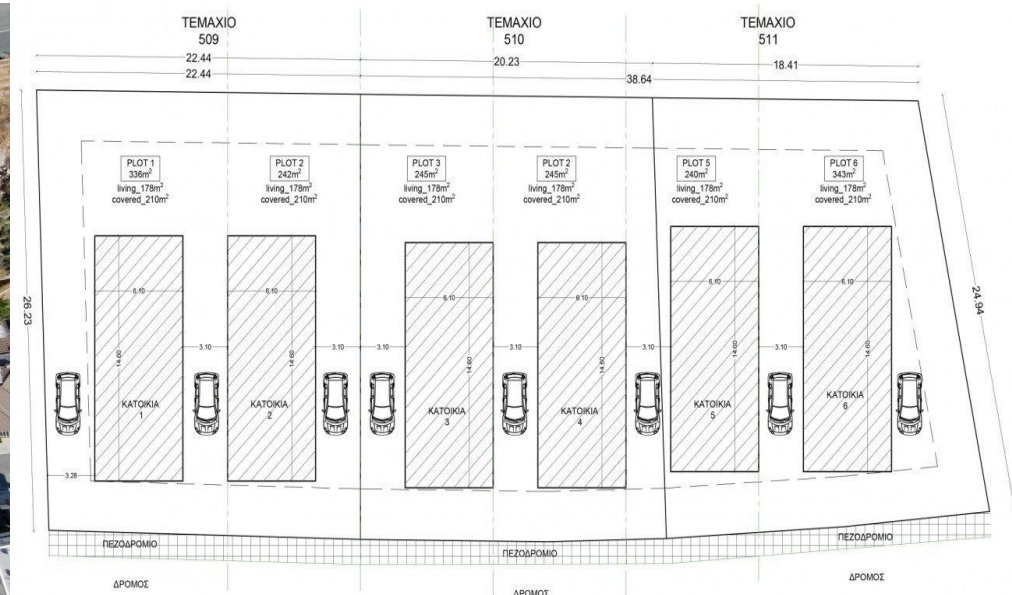 ΤΕΜΑΧΙΟ
509
ΤΕΜΑΧΙΟ
510
ΤΕΜΑΧΙΟ
511
22.44
20.23
18.41
22.44
38.64
PLOT 1
336m²
living_178m²
covered_210m²
PLOT 2
242m²
living_178m²
covered_210m²
PLOT 3
245m²
living_178m²
covered_210m²
PLOT 2
245m²
living_178m²
covered_210m²
PLOT 5
240m²
living_178m²
covered_210m²
PLOT 6
343m²
living_178m²
covered_210m²
26.23
24.94
6.10
6.10
6.10
6.10
6.10
6.10
3.10
3.10
3.10
3.10
3.10
14.60
14.60
14.60
14.60
14.60
14.60
ΚΑΤΟΙΚΙΑ
1
ΚΑΤΟΙΚΙΑ
2
ΚΑΤΟΙΚΙΑ
3
ΚΑΤΟΙΚΙΑ
4
ΚΑΤΟΙΚΙΑ
5
ΚΑΤΟΙΚΙΑ
6
3.28
ΠΕΖΟΔΡΟΜΙΟ
ΠΕΖΟΔΡΟΜΙΟ
ΠΕΖΟΔΡΟΜΙΟ
ΔΡΟΜΟΣ
ΔΡΟΜΟΣ
ΔΡΟΜΟΣ